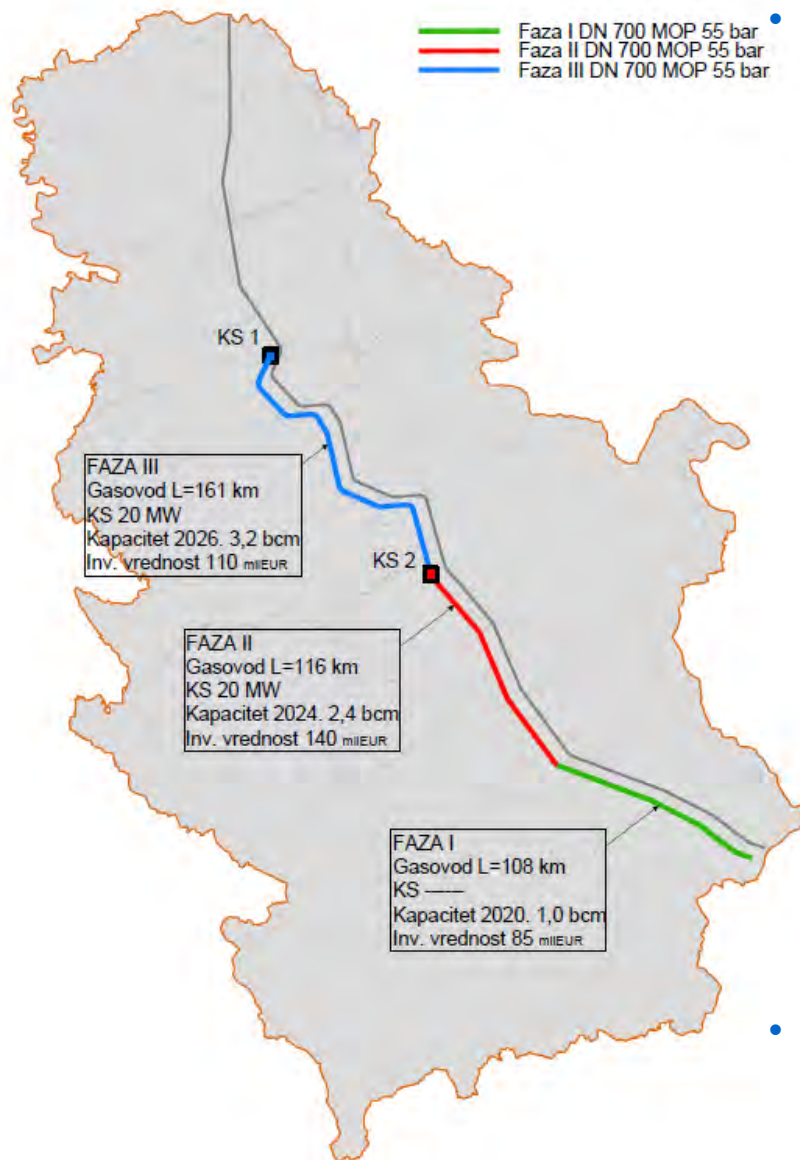 Faza I DN 700 MOP 55 bar
Faza II DN 700 MOP 55 bar
Faza III DN 700 MOP 55 bar
KS 1
FAZA III
Gasovod L=161 km
KS 20 MW
Kapacitet 2026. 3,2 bcm
Inv. vrednost 110 milEUR
KS 2
FAZA II
Gasovod L=116 km
KS 20 MW
Kapacitet 2024. 2,4 bcm
Inv. vrednost 140 milEUR
FAZA I
Gasovod L=108 km
KS -----
Kapacitet 2020. 1,0 bcm
Inv. vrednost 85 milEUR